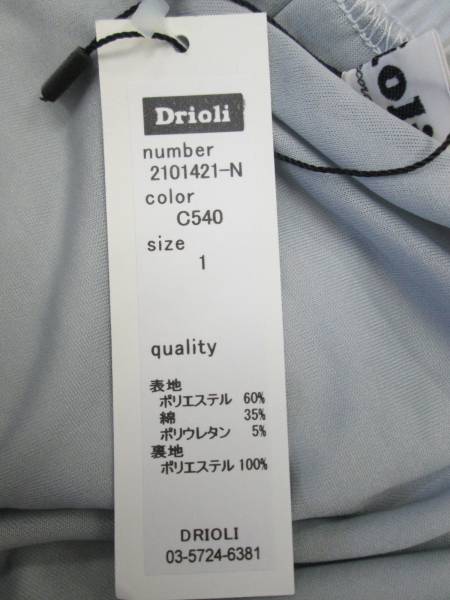 Drioli
number
2101421-N
color
C540
size
1
quality
表地
ポリエステル 60%
綿 35%
ポリウレタン 5%
裏地
ポリエステル 100%
DRIOLI
03-5724-6381